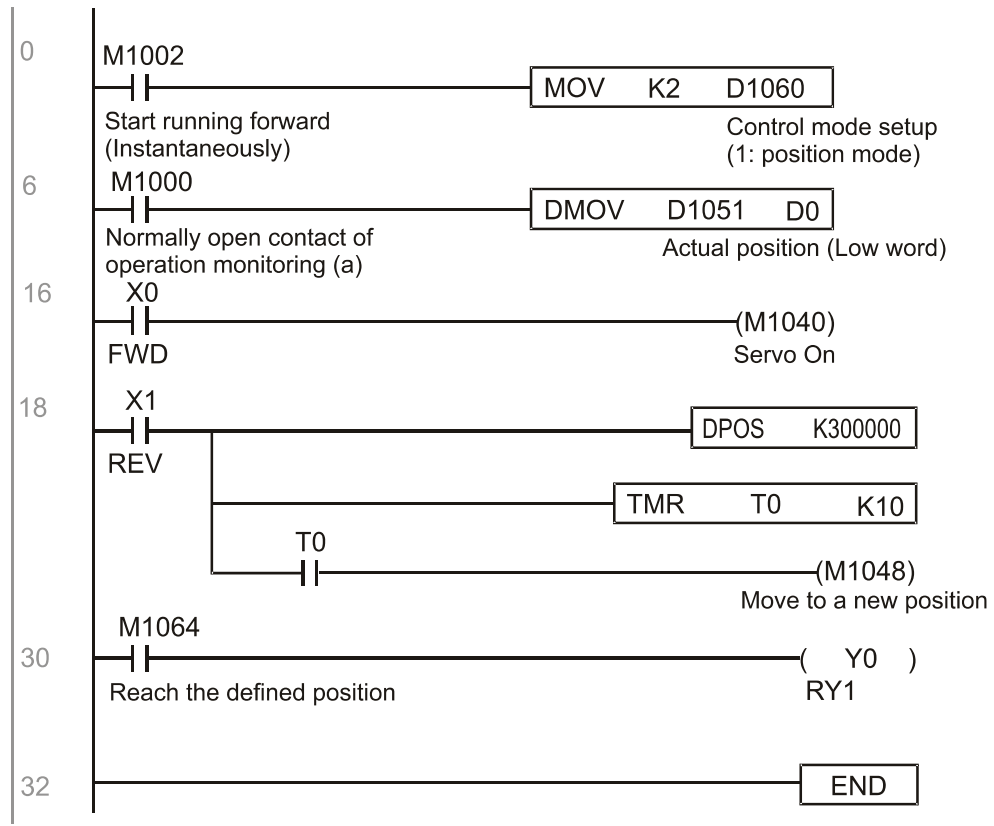 0
M1002
MOV K2 D1060
Start running forward
(Instantaneously)
Control mode setup
(1: position mode)
6
M1000
DMOV D1051 D0
Normally open contact of
operation monitoring (a)
Actual position (Low word)
16
X0
(M1040)
FWD
Servo On
18
X1
DPOS K300000
REV
TMR T0 K10
T0
(M1048)
Move to a new position
M1064
30
( Y0 )
Reach the defined position
RY1
32
END